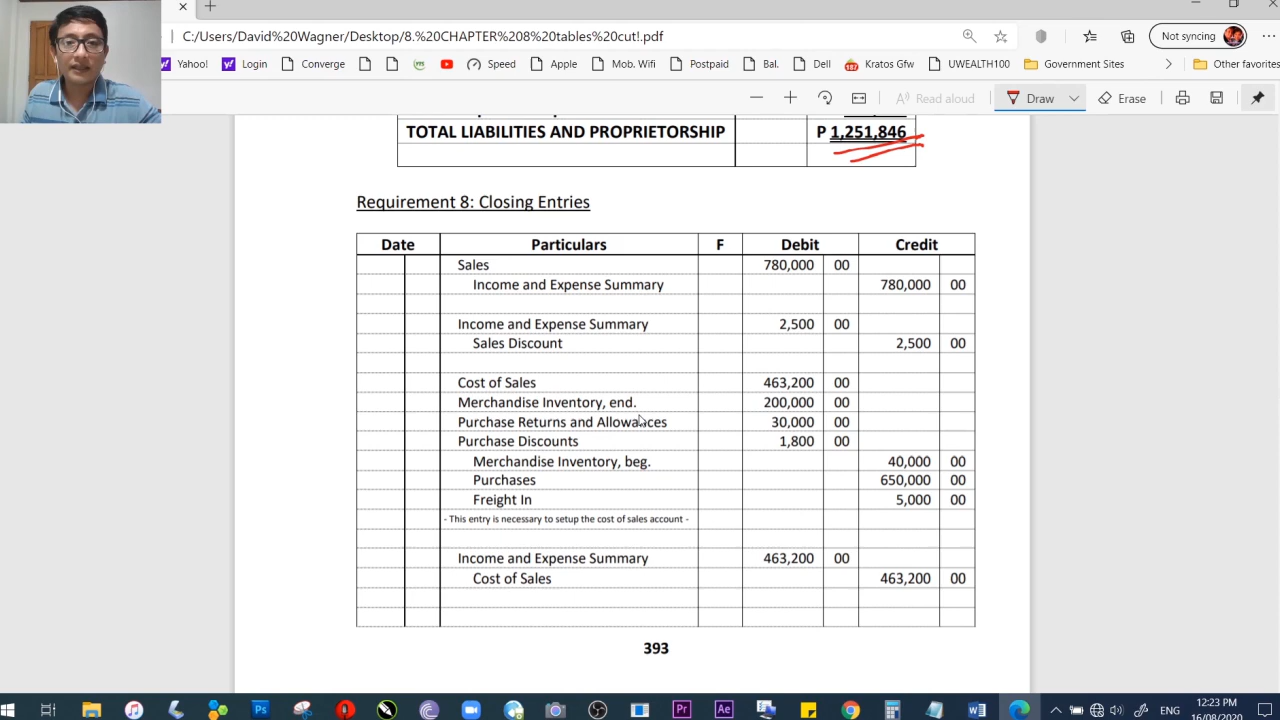 C:/Users/David%20Wagner/Desktop/8.%20CHAPTER%208%20tables%20cut!.pdf
Not syncing
Yahoo!
Login
Converge
Speed
Apple
Mob. Wifi
Postpaid
Bal.
Dell
Kratos Gfw
UWEALTH100
Government Sites
Other favorites
Read aloud
Draw
Erase
TOTAL LIABILITIES AND PROPRIETORSHIP P 1,251,846
Requirement 8: Closing Entries
Date Particulars F Debit Credit
Sales 780,000 00
Income and Expense Summary 780,000 00
Income and Expense Summary 2,500 00
Sales Discount 2,500 00
Cost of Sales 463,200 00
Merchandise Inventory, end. 200,000 00
Purchase Returns and Allowances 30,000 00
Purchase Discounts 1,800 00
Merchandise Inventory, beg. 40,000 00
Purchases 650,000 00
Freight In 5,000 00
- This entry is necessary to setup the cost of sales account -
Income and Expense Summary 463,200 00
Cost of Sales 463,200 00
393
Ps
Pr
Ae
ENG
12:23 PM
16/08/2020